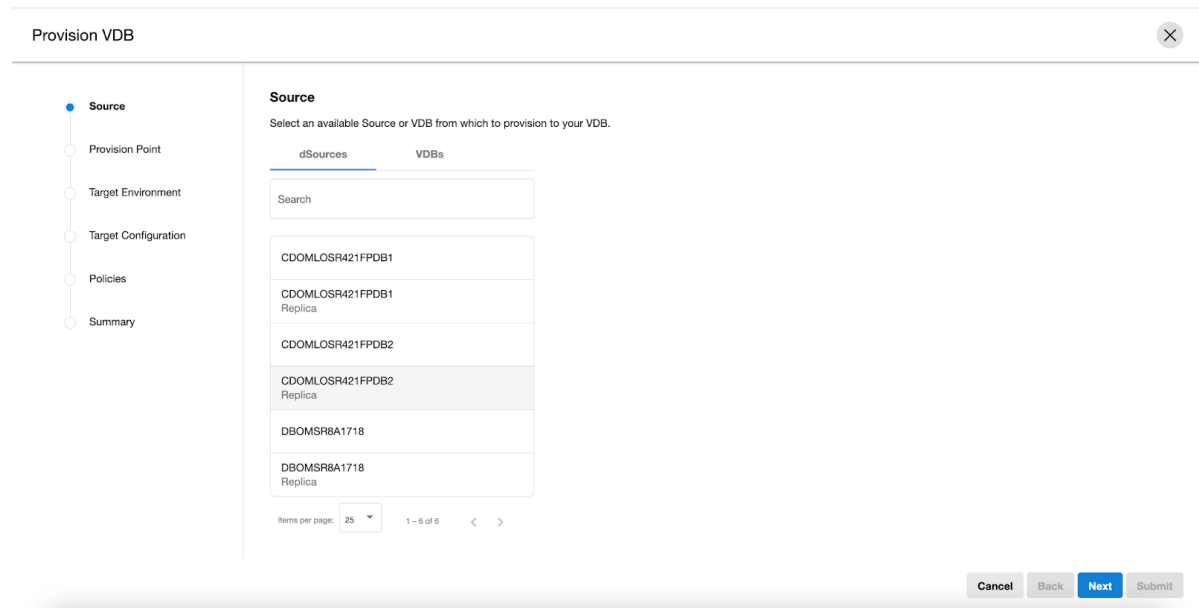 Provision VDB
Source
Provision Point
Target Environment
Target Configuration
Policies
Summary
Source
Select an available Source or VDB from which to provision to your VDB.
dSources VDBs
Search
CDOMLOSR421FPDB1
CDOMLOSR421FPDB1
Replica
CDOMLOSR421FPDB2
CDOMLOSR421FPDB2
Replica
DBOMSR8A1718
DBOMSR8A1718
Replica
Items per page: 25 1 – 6 of 6
Cancel Back Next Submit